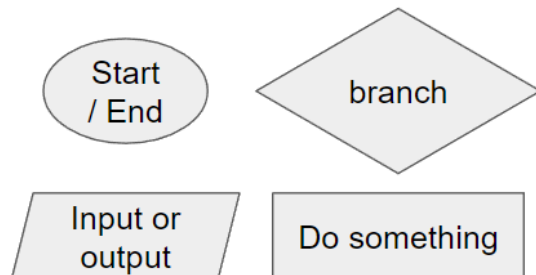 Start
/ End
branch
Input or
output
Do something